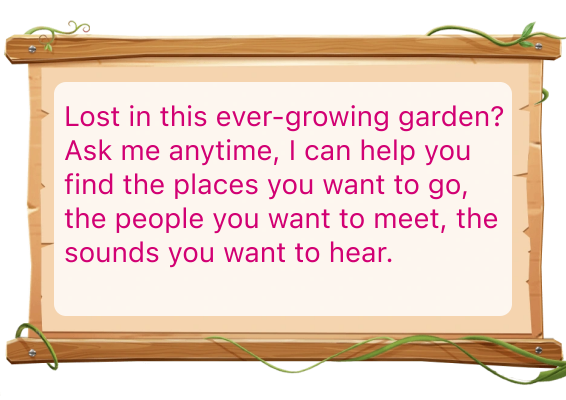 Lost in this ever-growing garden?
Ask me anytime, I can help you
find the places you want to go,
the people you want to meet, the
sounds you want to hear.